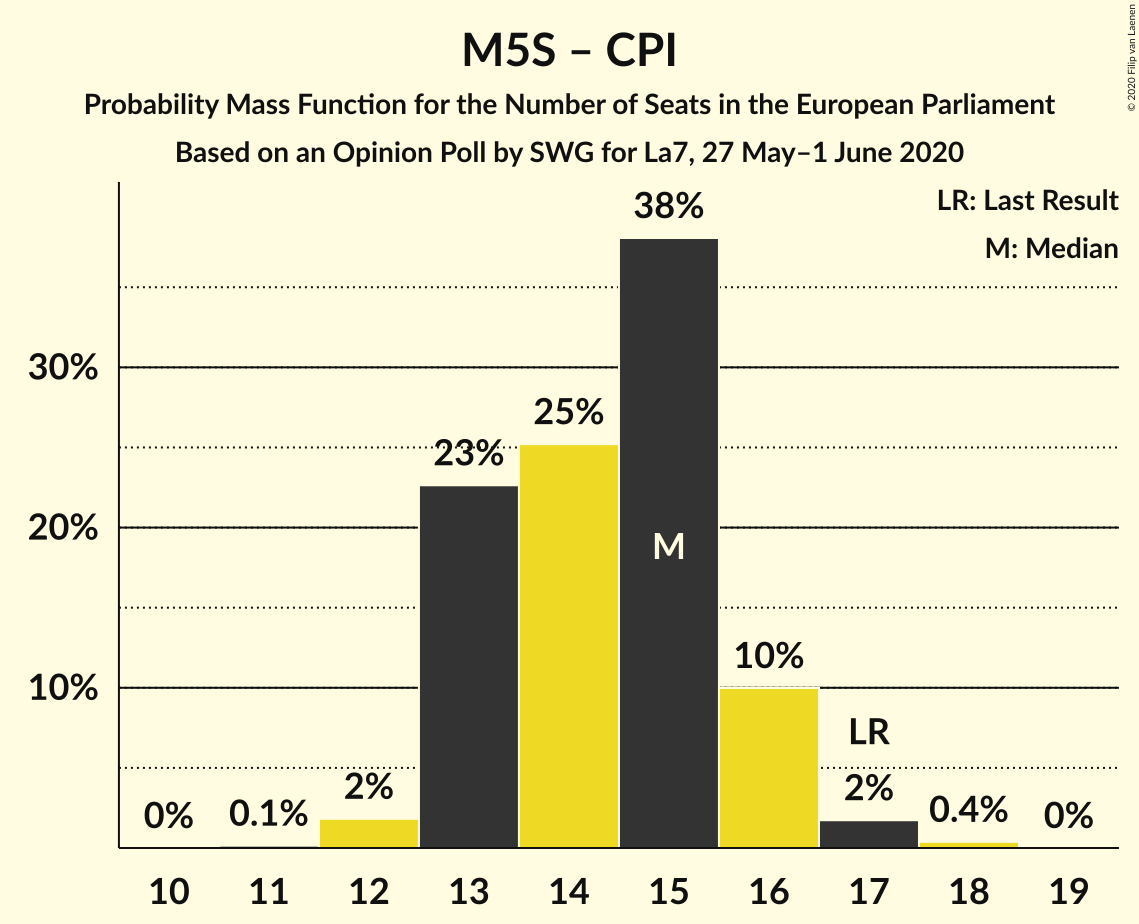 M5S – CPI
Probability Mass Function for the Number of Seats in the European Parliament
Based on an Opinion Poll by SWG for La7, 27 May–1 June 2020
© 2020 Filip van Laenen
LR: Last Result
M: Median
38%
30%
25%
23%
20%
M
10%
10%
LR
2%
2%
0%
0.1%
0.4%
0%
10 11 12 13 14 15 16 17 18 19